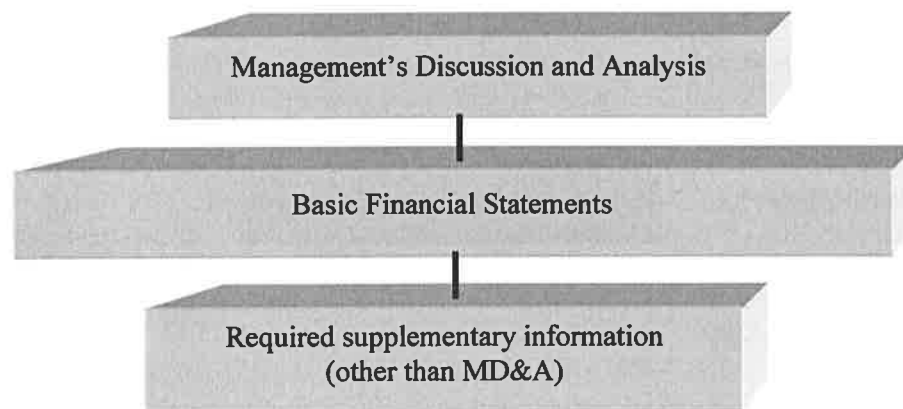 Management’s Discussion and Analysis
Basic Financial Statements
Required supplementary information
(other than MD&A)